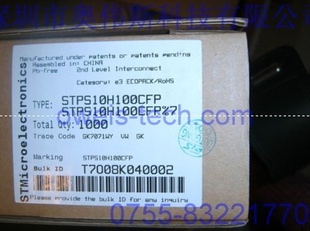 Manufactured under patents or patents pending
Assembled in: CHINA
Pb-free 2nd Level Interconnect
Category: e3 ECOPACK/RoHS
TYPE: STPS10H100CFP
STPS10H100CFP%7
Total Qty: 1000
Trace Code GK7071WY VW GK
Marking STPS10H100CFP
Bulk ID T7008K040002
Please provide the bulk ID for any inquiry
STMicroelectronics
0755-83221770